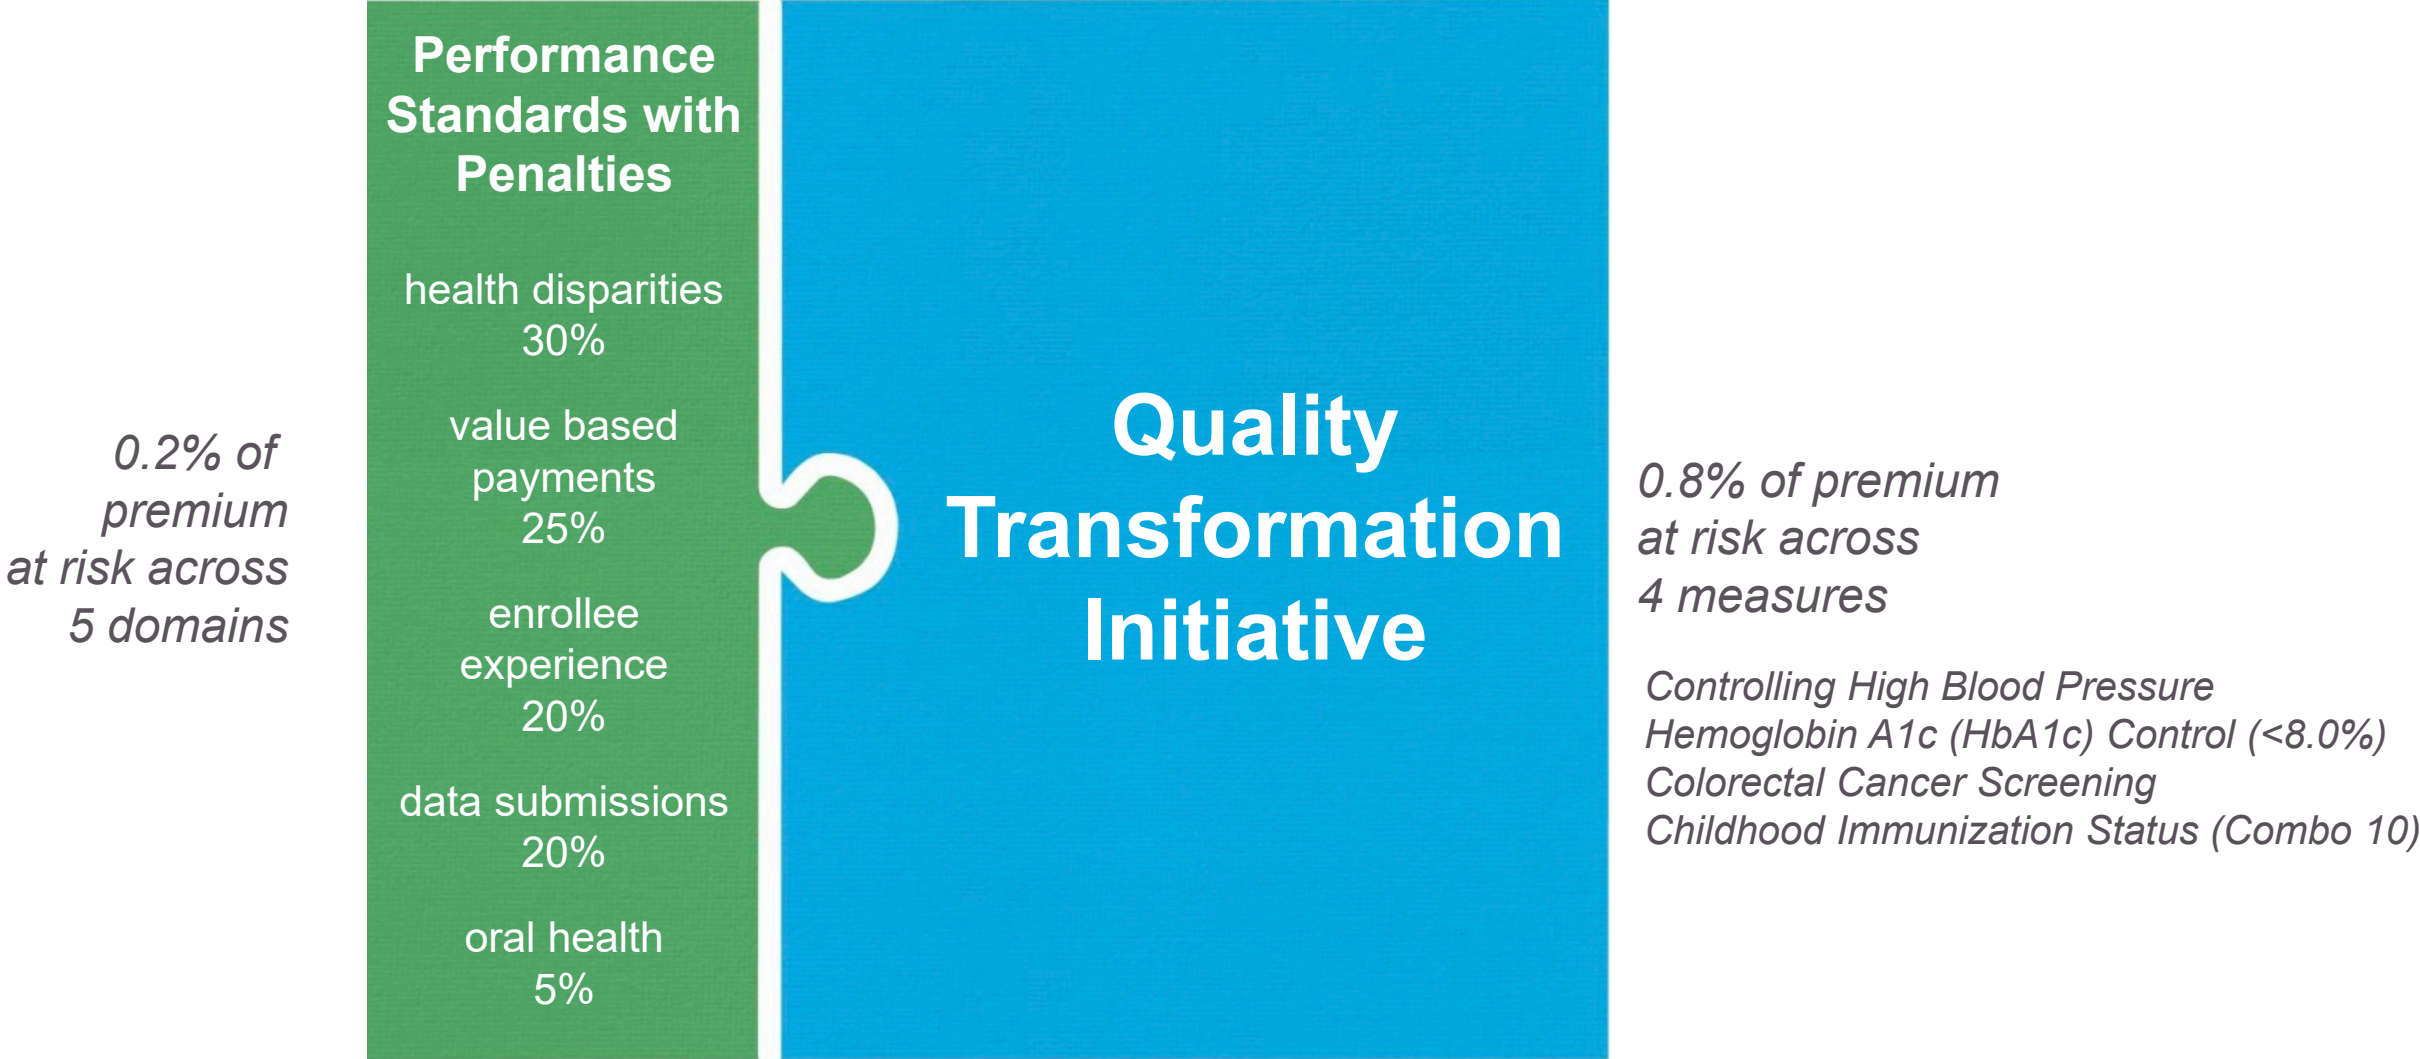 0.2% of
premium
at risk across
5 domains
Performance
Standards with
Penalties
health disparities
30%
value based
payments
25%
enrollee
experience
20%
data submissions
20%
oral health
5%
Quality
Transformation
Initiative
0.8% of premium
at risk across
4 measures
Controlling High Blood Pressure
Hemoglobin A1c (HbA1c) Control (<8.0%)
Colorectal Cancer Screening
Childhood Immunization Status (Combo 10)